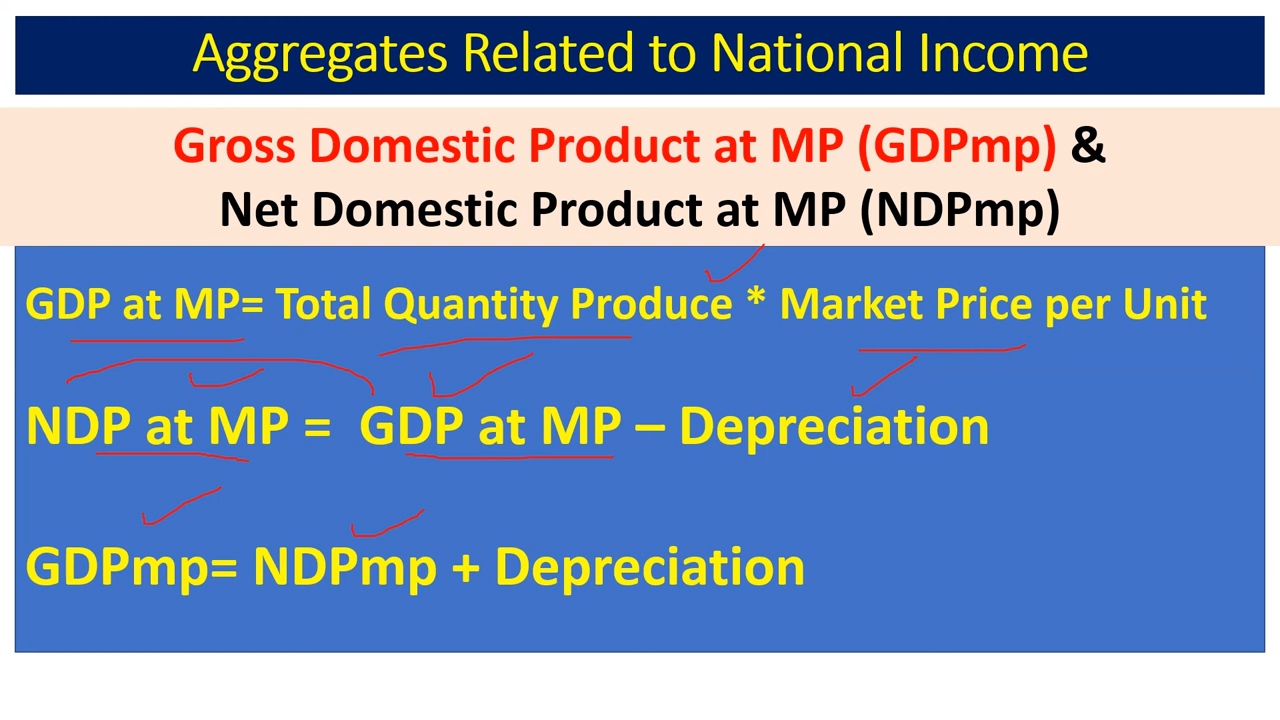 Aggregates Related to National Income
Gross Domestic Product at MP (GDPmp) &
Net Domestic Product at MP (NDPmp)
GDP at MP= Total Quantity Produce * Market Price per Unit
NDP at MP = GDP at MP – Depreciation
GDPmp= NDPmp + Depreciation